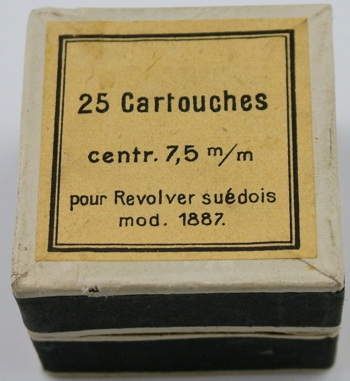 25 Cartouches
centr. 7,5 m/m
pour Revolver suédois
mod. 1887.